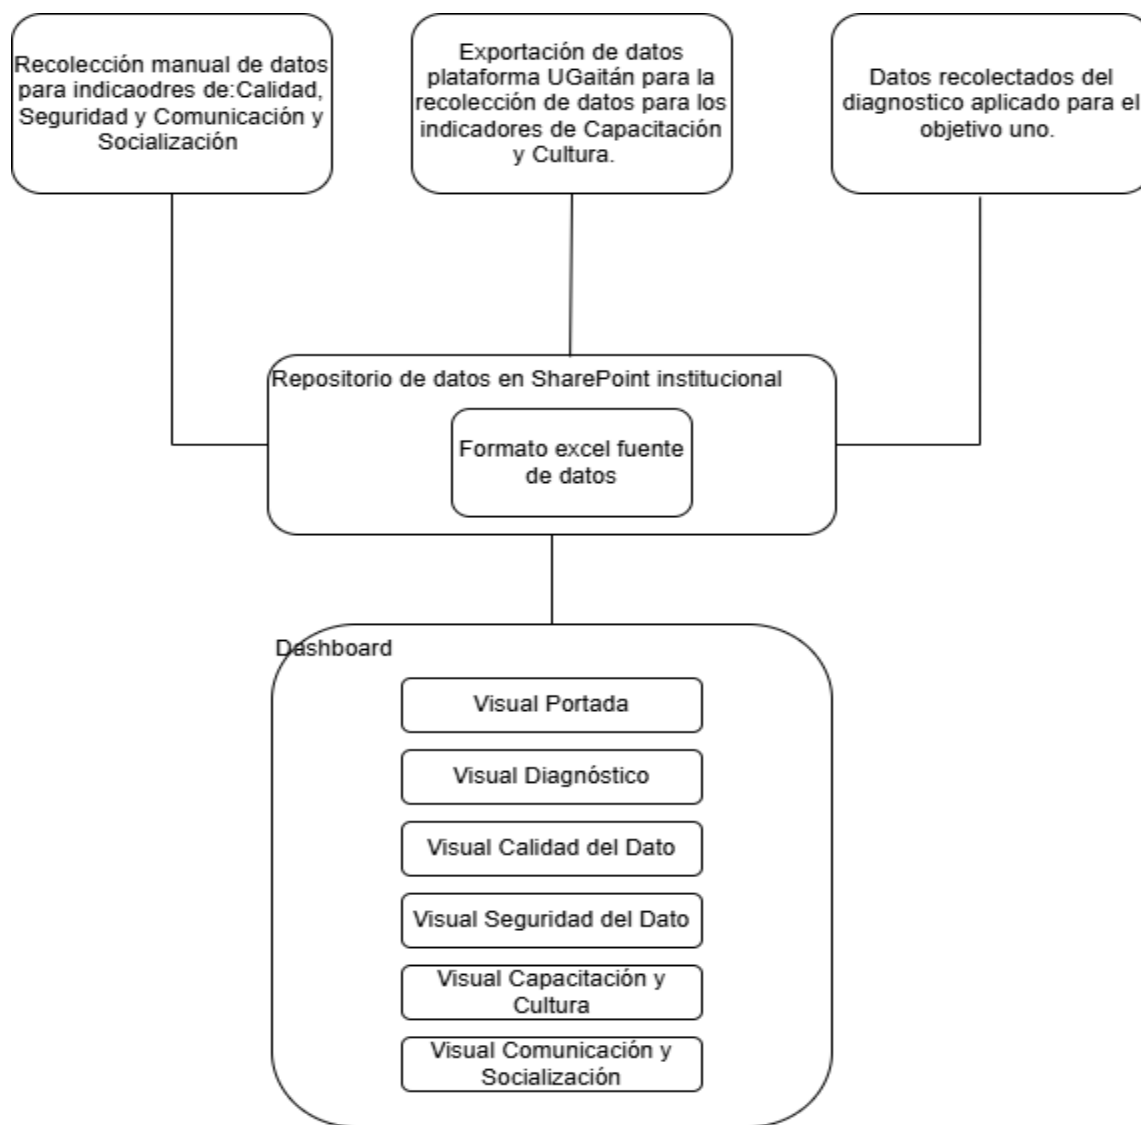 Recolección manual de datos
para indicaodres de:Calidad,
Seguridad y Comunicación y
Socialización
Exportación de datos
plataforma UGaitán para la
recolección de datos para los
indicadores de Capacitación
y Cultura.
Datos recolectados del
diagnostico aplicado para el
objetivo uno.
Repositorio de datos en SharePoint institucional
Formato excel fuente
de datos
Dashboard
Visual Portada
Visual Diagnóstico
Visual Calidad del Dato
Visual Seguridad del Dato
Visual Capacitación y
Cultura
Visual Comunicación y
Socialización